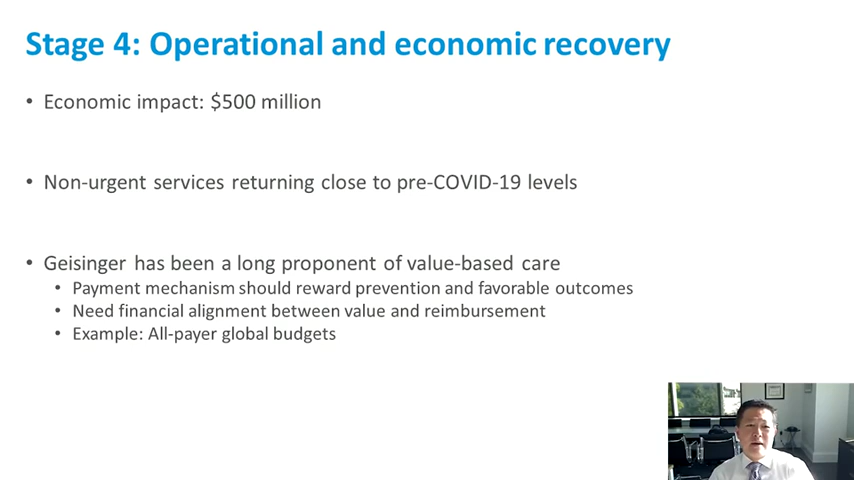 Stage 4: Operational and economic recovery
• Economic impact: $500 million
• Non-urgent services returning close to pre-COVID-19 levels
• Geisinger has been a long proponent of value-based care
• Payment mechanism should reward prevention and favorable outcomes
• Need financial alignment between value and reimbursement
• Example: All-payer global budgets